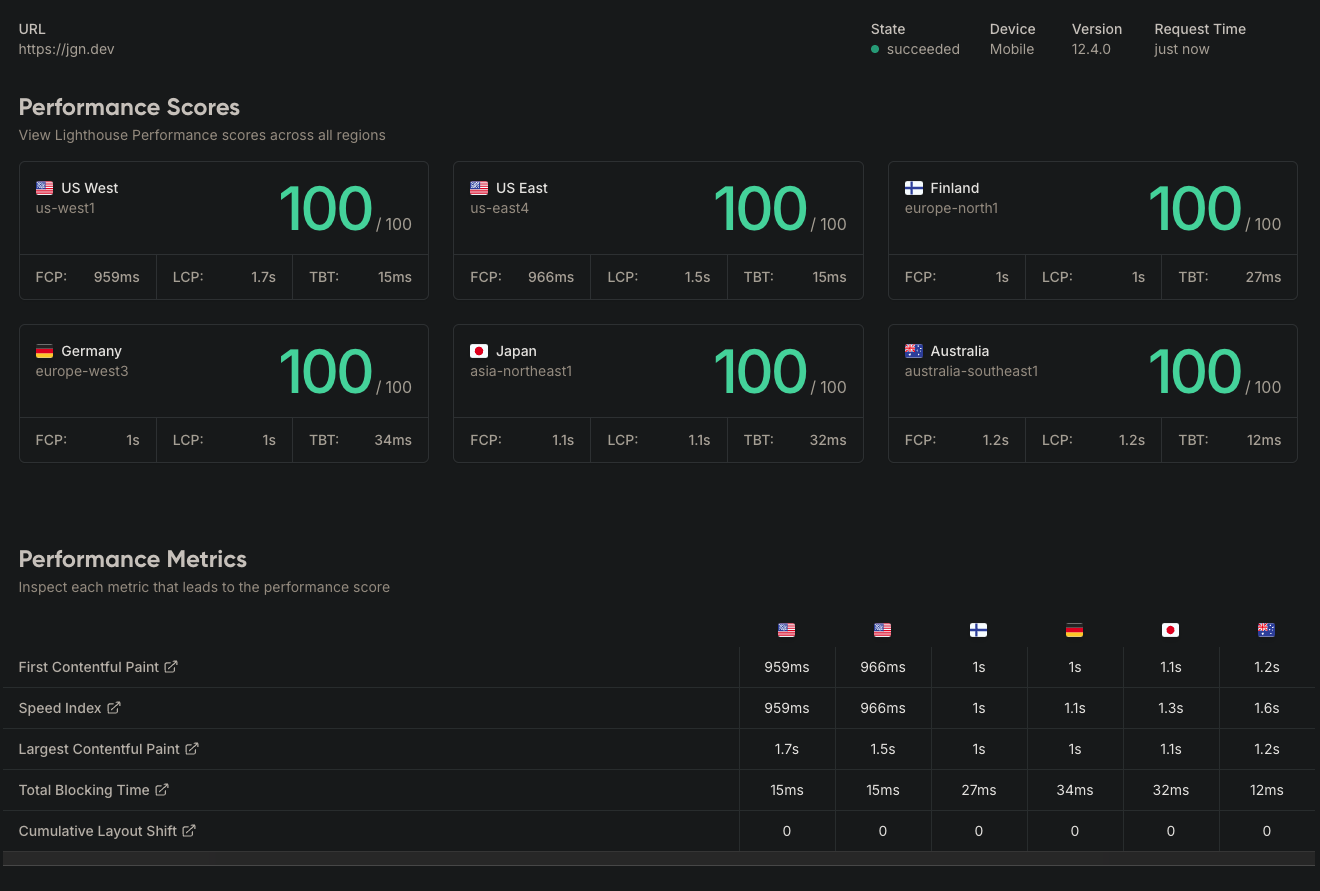 URL
https://jgn.dev
State Device Version Request Time
succeeded Mobile 12.4.0 just now
Performance Scores
View Lighthouse Performance scores across all regions
US West
us-west1
100 / 100
FCP: 959ms LCP: 1.7s TBT: 15ms
US East
us-east4
100 / 100
FCP: 966ms LCP: 1.5s TBT: 15ms
Finland
europe-north1
100 / 100
FCP: 1s LCP: 1s TBT: 27ms
Germany
europe-west3
100 / 100
FCP: 1s LCP: 1s TBT: 34ms
Japan
asia-northeast1
100 / 100
FCP: 1.1s LCP: 1.1s TBT: 32ms
Australia
australia-southeast1
100 / 100
FCP: 1.2s LCP: 1.2s TBT: 12ms
Performance Metrics
Inspect each metric that leads to the performance score
First Contentful Paint 959ms 966ms 1s 1s 1.1s 1.2s
Speed Index 959ms 966ms 1s 1.1s 1.3s 1.6s
Largest Contentful Paint 1.7s 1.5s 1s 1s 1.1s 1.2s
Total Blocking Time 15ms 15ms 27ms 34ms 32ms 12ms
Cumulative Layout Shift 0 0 0 0 0 0